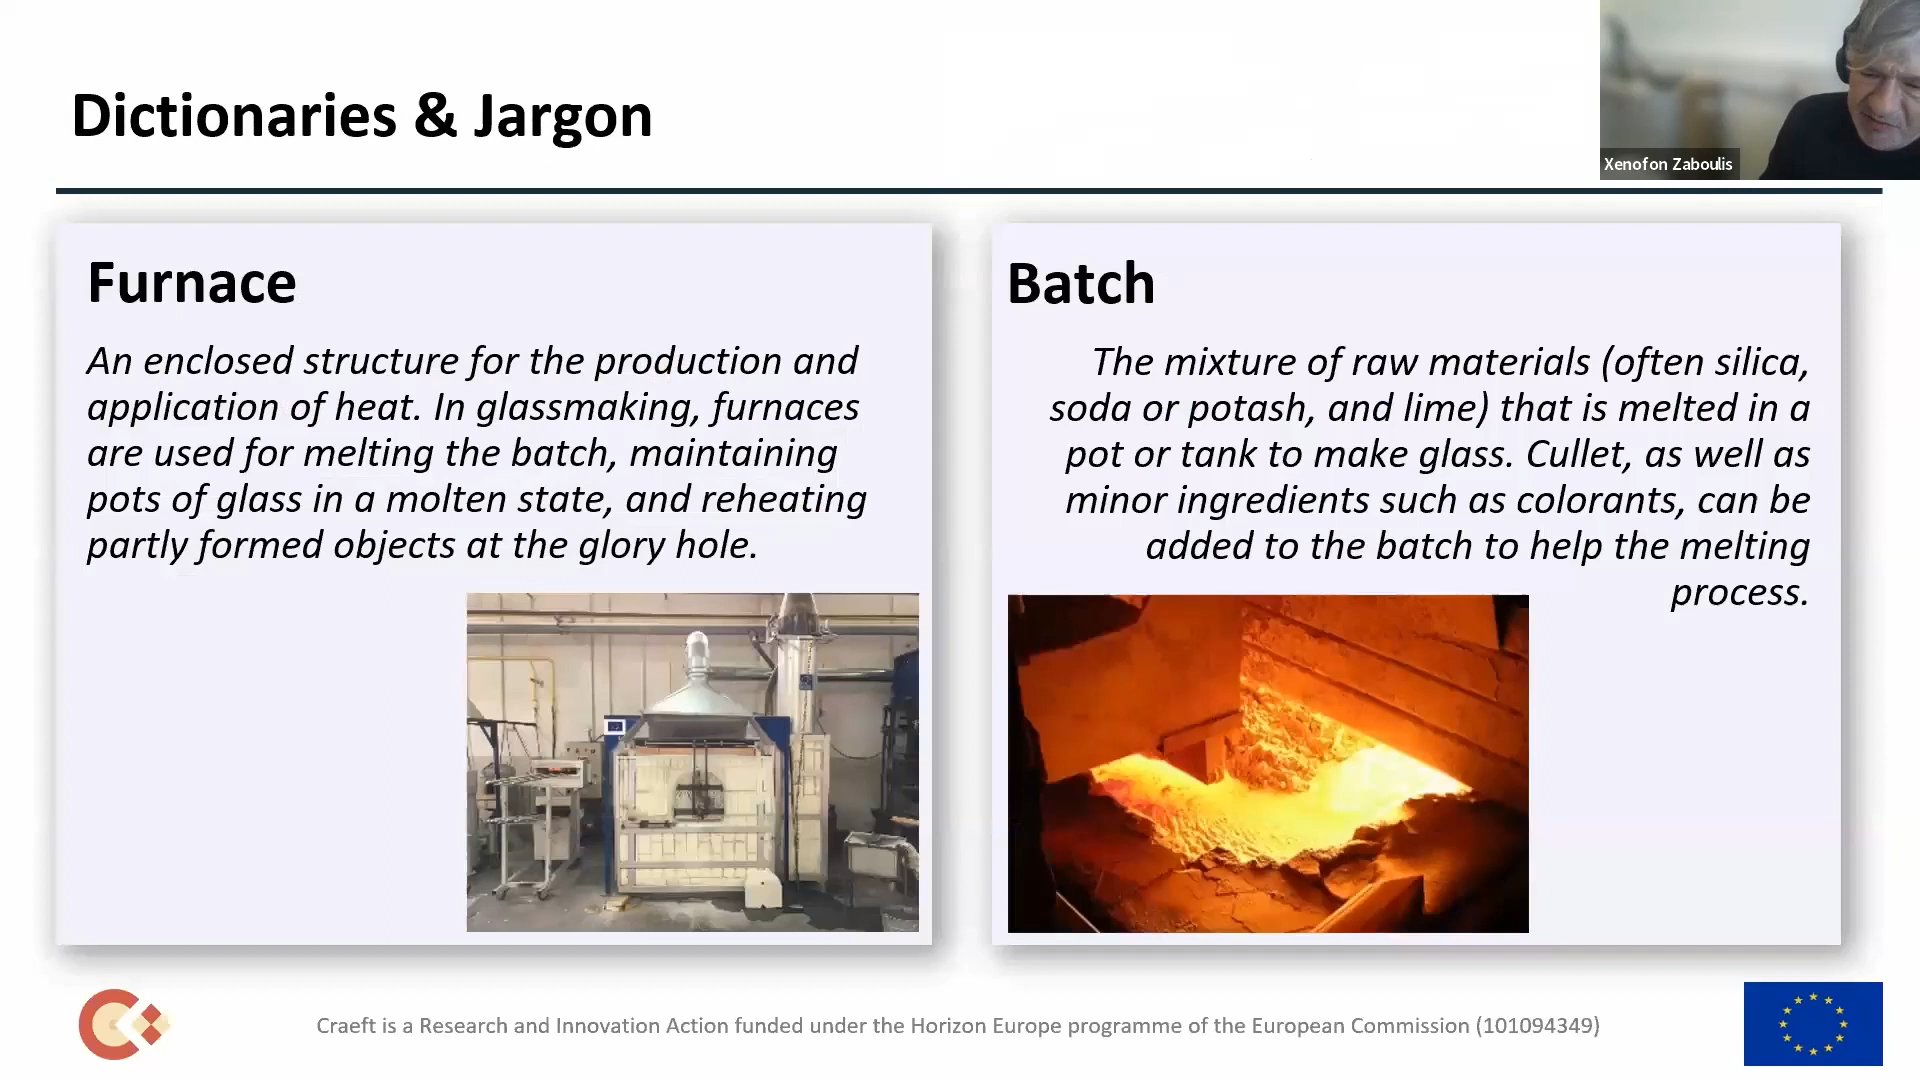 Dictionaries & Jargon
Xenofon Zaboulis
Furnace
An enclosed structure for the production and
application of heat. In glassmaking, furnaces
are used for melting the batch, maintaining
pots of glass in a molten state, and reheating
partly formed objects at the glory hole.
Batch
The mixture of raw materials (often silica,
soda or potash, and lime) that is melted in a
pot or tank to make glass. Cullet, as well as
minor ingredients such as colorants, can be
added to the batch to help the melting
process.
Craeft is a Research and Innovation Action funded under the Horizon Europe programme of the European Commission (101094349)